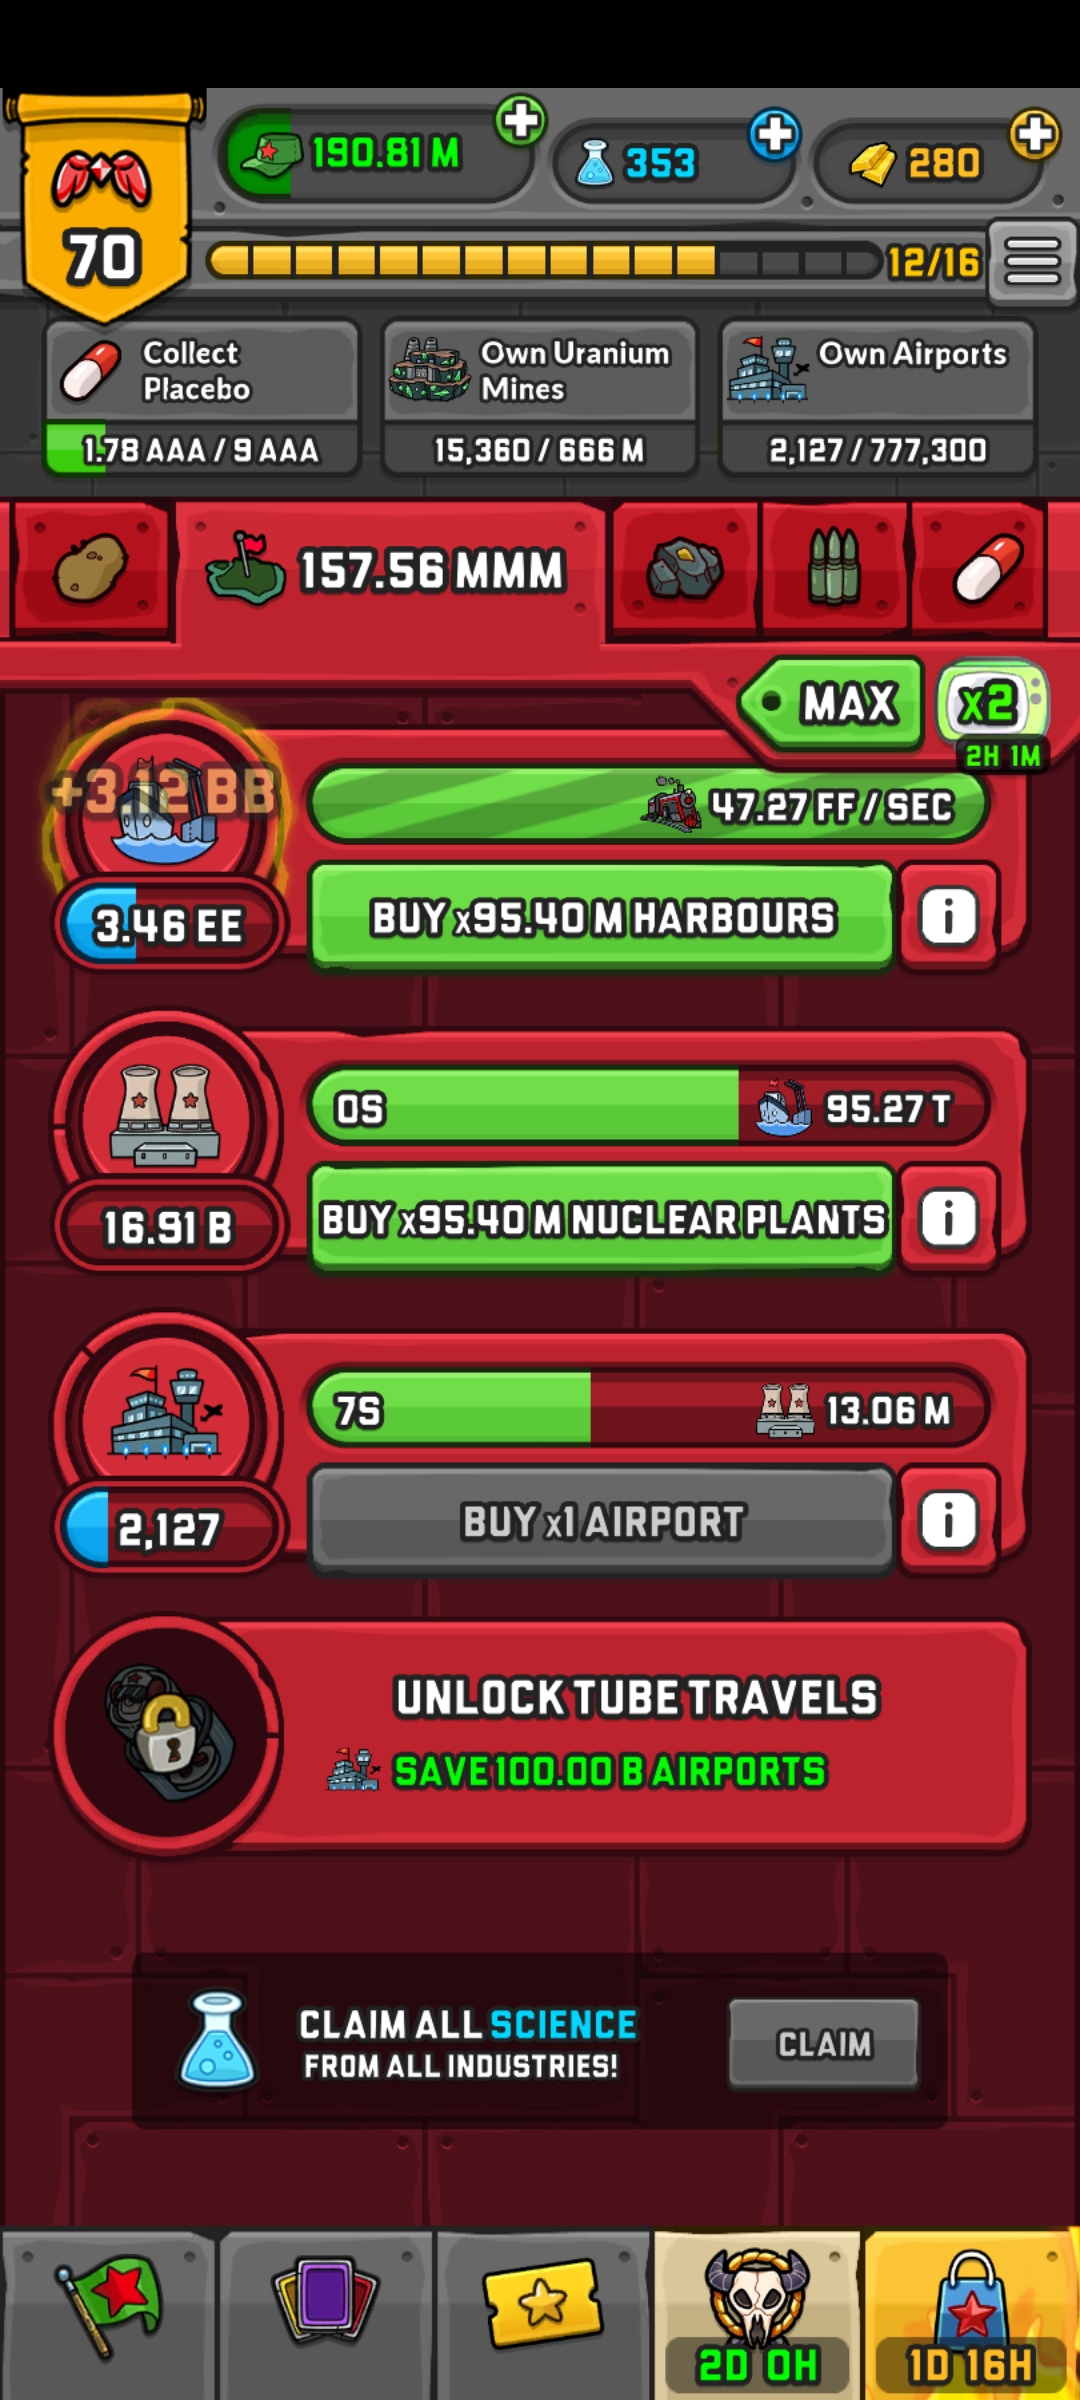 190.81 M
353
280
70
12/16
Collect
Placebo
1.78 AAA / 9 AAA
Own Uranium
Mines
15,360 / 666 M
Own Airports
2,127 / 777,300
157.56 MMM
MAX
x2
2H 1M
+3.12 BB
47.27 FF / SEC
3.46 EE
BUY x95.40 M HARBOURS
i
0S
95.27 T
16.91 B
BUY x95.40 M NUCLEAR PLANTS
i
7S
13.06 M
2,127
BUY x1 AIRPORT
i
UNLOCK TUBE TRAVELS
SAVE 100.00 B AIRPORTS
CLAIM ALL SCIENCE
FROM ALL INDUSTRIES!
CLAIM
2D 0H
1D 16H